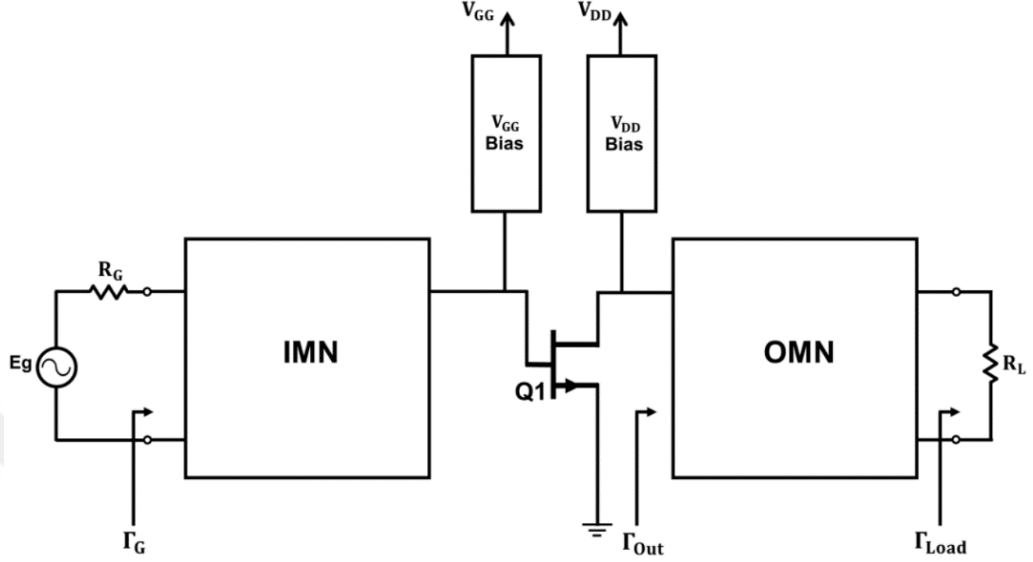 V_GG
V_DD
V_GG
Bias
V_DD
Bias
R_G
Eg
IMN
Q1
OMN
R_L
Γ_G
Γ_Out
Γ_Load